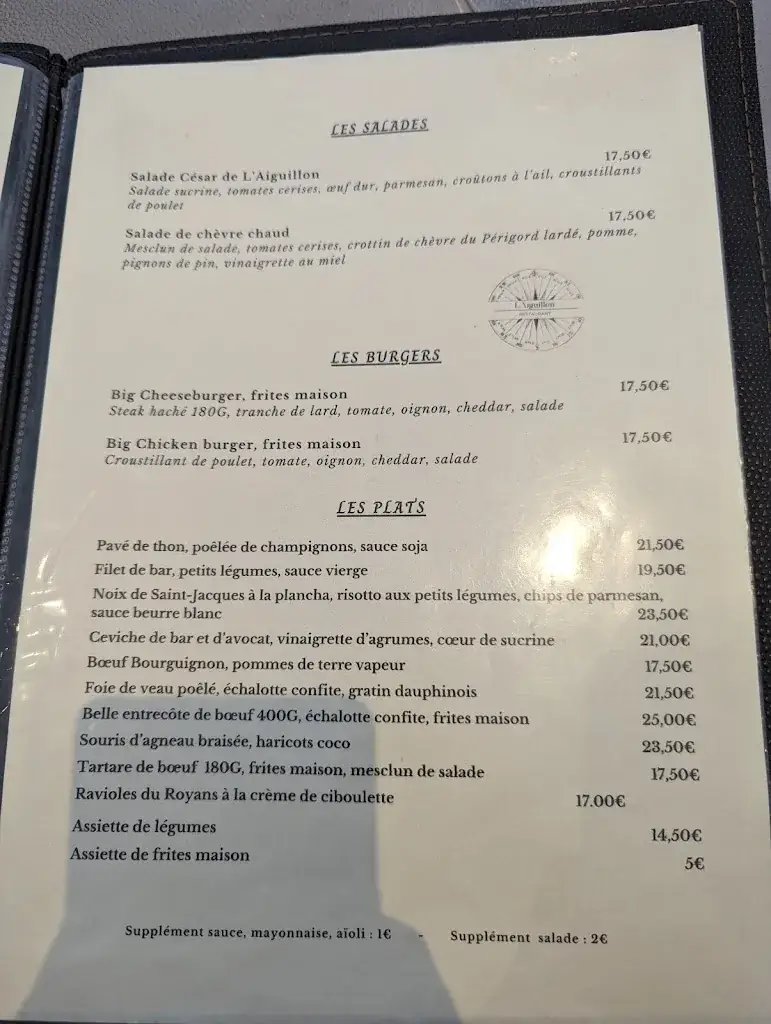 LES SALADES
17,50€
Salade César de L'Aiguillon
Salade sucrine, tomates cerises, œuf dur, parmesan, croûtons à l'ail, croustillants
de poulet
17,50€
Salade de chèvre chaud
Mesclun de salade, tomates cerises, crottin de chèvre du Périgord lardé, pomme,
pignons de pin, vinaigrette au miel
L'Aiguillon
RESTAURANT
LES BURGERS
Big Cheeseburger, frites maison 17,50€
Steak haché 180G, tranche de lard, tomate, oignon, cheddar, salade
Big Chicken burger, frites maison 17,50€
Croustillant de poulet, tomate, oignon, cheddar, salade
LES PLATS
Pavé de thon, poêlée de champignons, sauce soja 21,50€
Filet de bar, petits légumes, sauce vierge 19,50€
Noix de Saint-Jacques à la plancha, risotto aux petits légumes, chips de parmesan,
sauce beurre blanc 23,50€
Ceviche de bar et d'avocat, vinaigrette d'agrumes, cœur de sucrine 21,00€
Bœuf Bourguignon, pommes de terre vapeur 17,50€
Foie de veau poêlé, échalotte confite, gratin dauphinois 21,50€
Belle entrecôte de bœuf 400G, échalotte confite, frites maison 25,00€
Souris d'agneau braisée, haricots coco 23,50€
Tartare de bœuf 180G, frites maison, mesclun de salade 17,50€
Ravioles du Royans à la crème de ciboulette 17.00€
Assiette de légumes 14,50€
Assiette de frites maison 5€
Supplément sauce, mayonnaise, aïoli : 1€ - Supplément salade : 2€